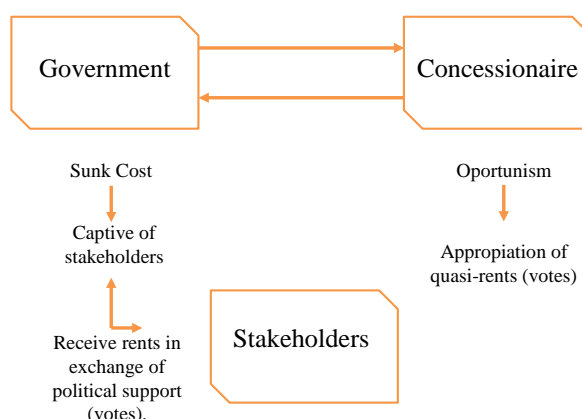 Government
Concessionaire
Sunk Cost
Oportunism
Captive of
stakeholders
Appropiation of
quasi-rents (votes)
Stakeholders
Receive rents in
exchange of
political support
(votes).